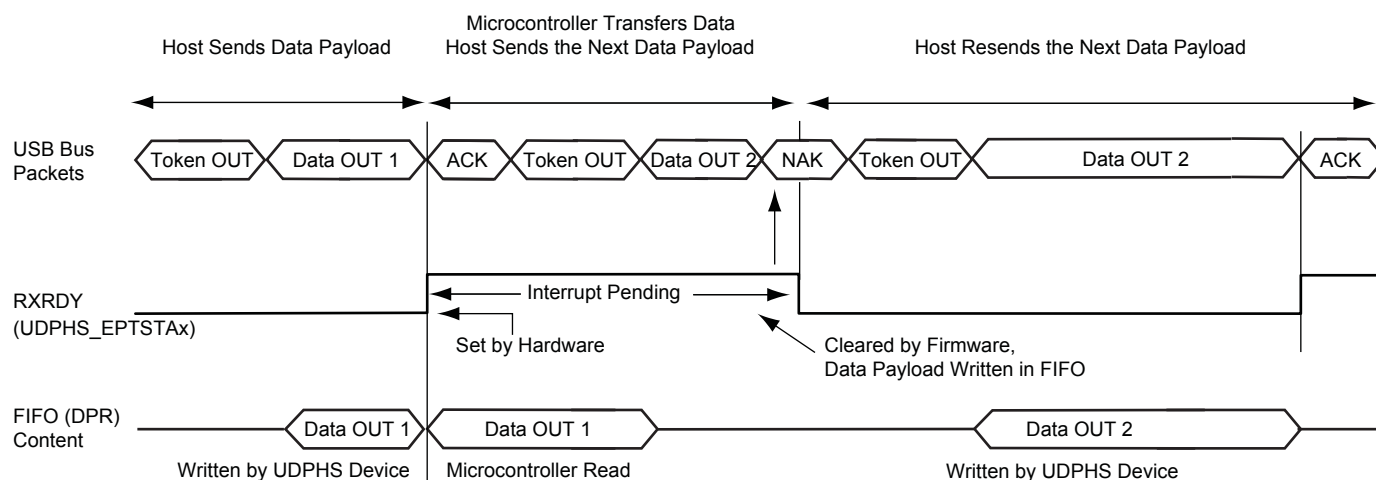 Host Sends Data Payload
Microcontroller Transfers Data
Host Sends the Next Data Payload
Host Resends the Next Data Payload
USB Bus
Packets
Token OUT
Data OUT 1
ACK
Token OUT
Data OUT 2
NAK
Token OUT
Data OUT 2
ACK
RXRDY
(UDPHS_EPTSTAx)
Interrupt Pending
Set by Hardware
Cleared by Firmware,
Data Payload Written in FIFO
FIFO (DPR)
Content
Data OUT 1
Data OUT 1
Data OUT 2
Written by UDPHS Device
Microcontroller Read
Written by UDPHS Device